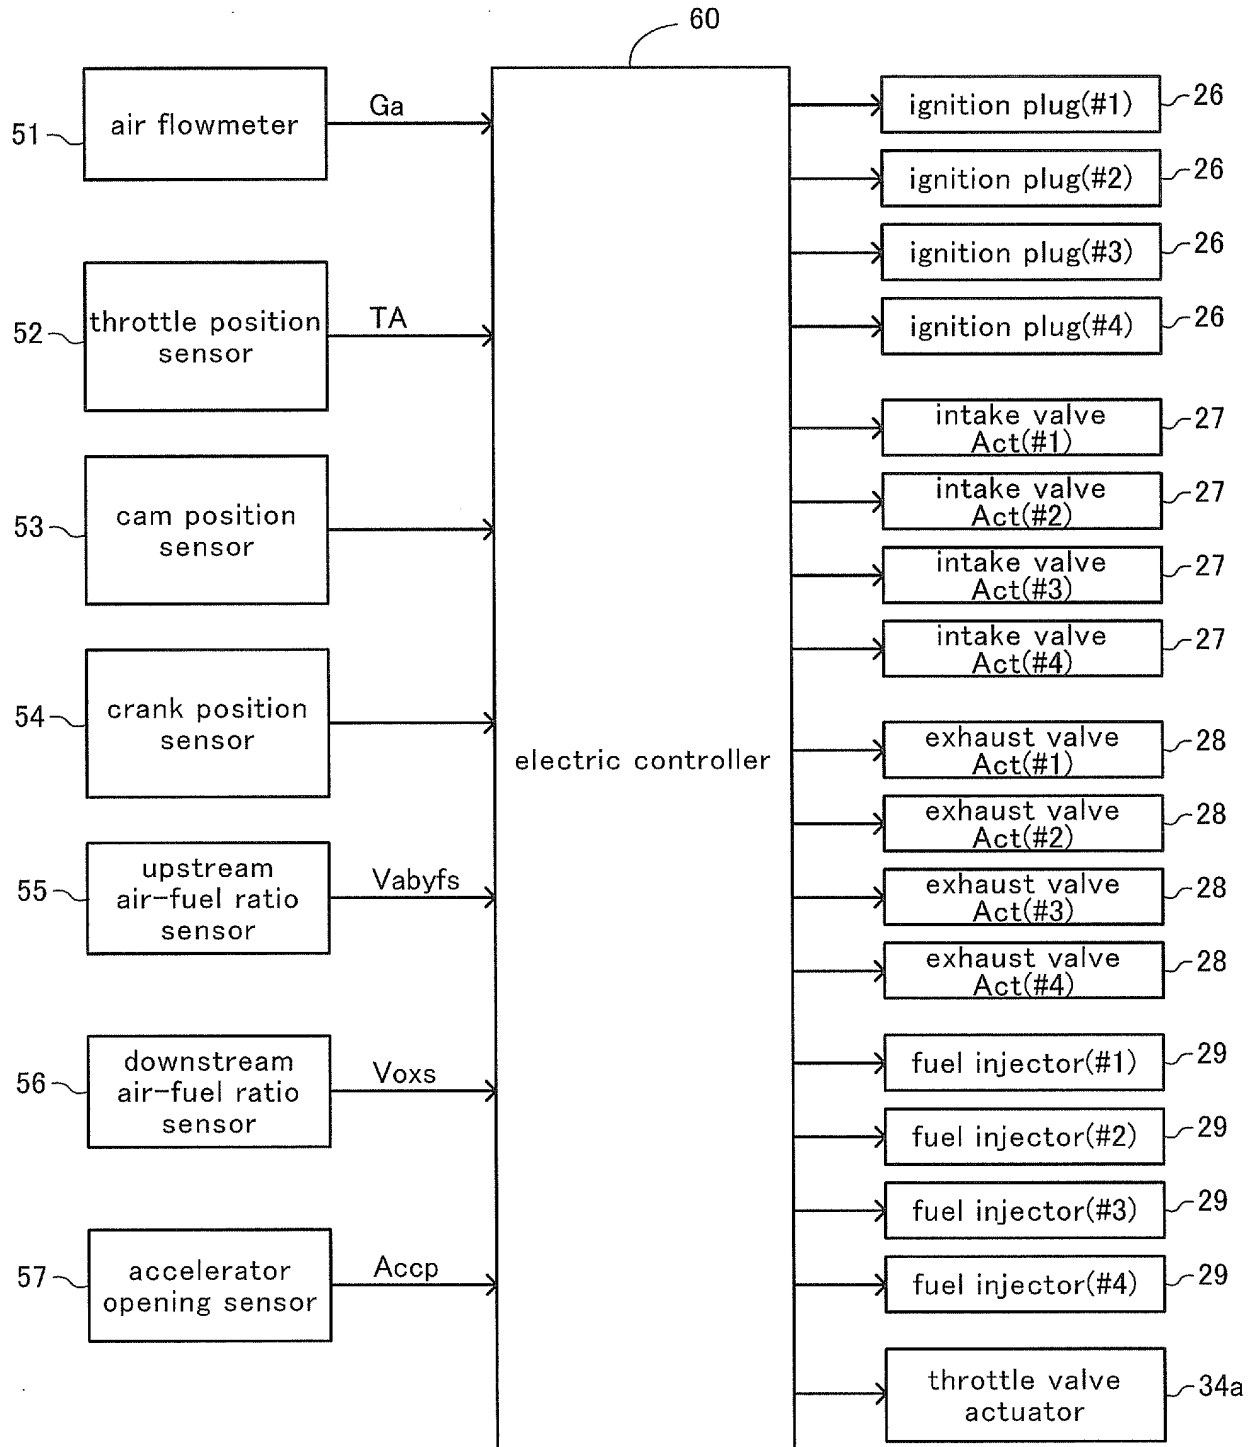 60
51
air flowmeter
Ga
52
throttle position
sensor
TA
53
cam position
sensor
54
crank position
sensor
55
upstream
air-fuel ratio
sensor
Vabyfs
56
downstream
air-fuel ratio
sensor
Voxs
57
accelerator
opening sensor
Accp
electric controller
ignition plug(#1)
26
ignition plug(#2)
26
ignition plug(#3)
26
ignition plug(#4)
26
intake valve
Act(#1)
27
intake valve
Act(#2)
27
intake valve
Act(#3)
27
intake valve
Act(#4)
27
exhaust valve
Act(#1)
28
exhaust valve
Act(#2)
28
exhaust valve
Act(#3)
28
exhaust valve
Act(#4)
28
fuel injector(#1)
29
fuel injector(#2)
29
fuel injector(#3)
29
fuel injector(#4)
29
throttle valve
actuator
34a